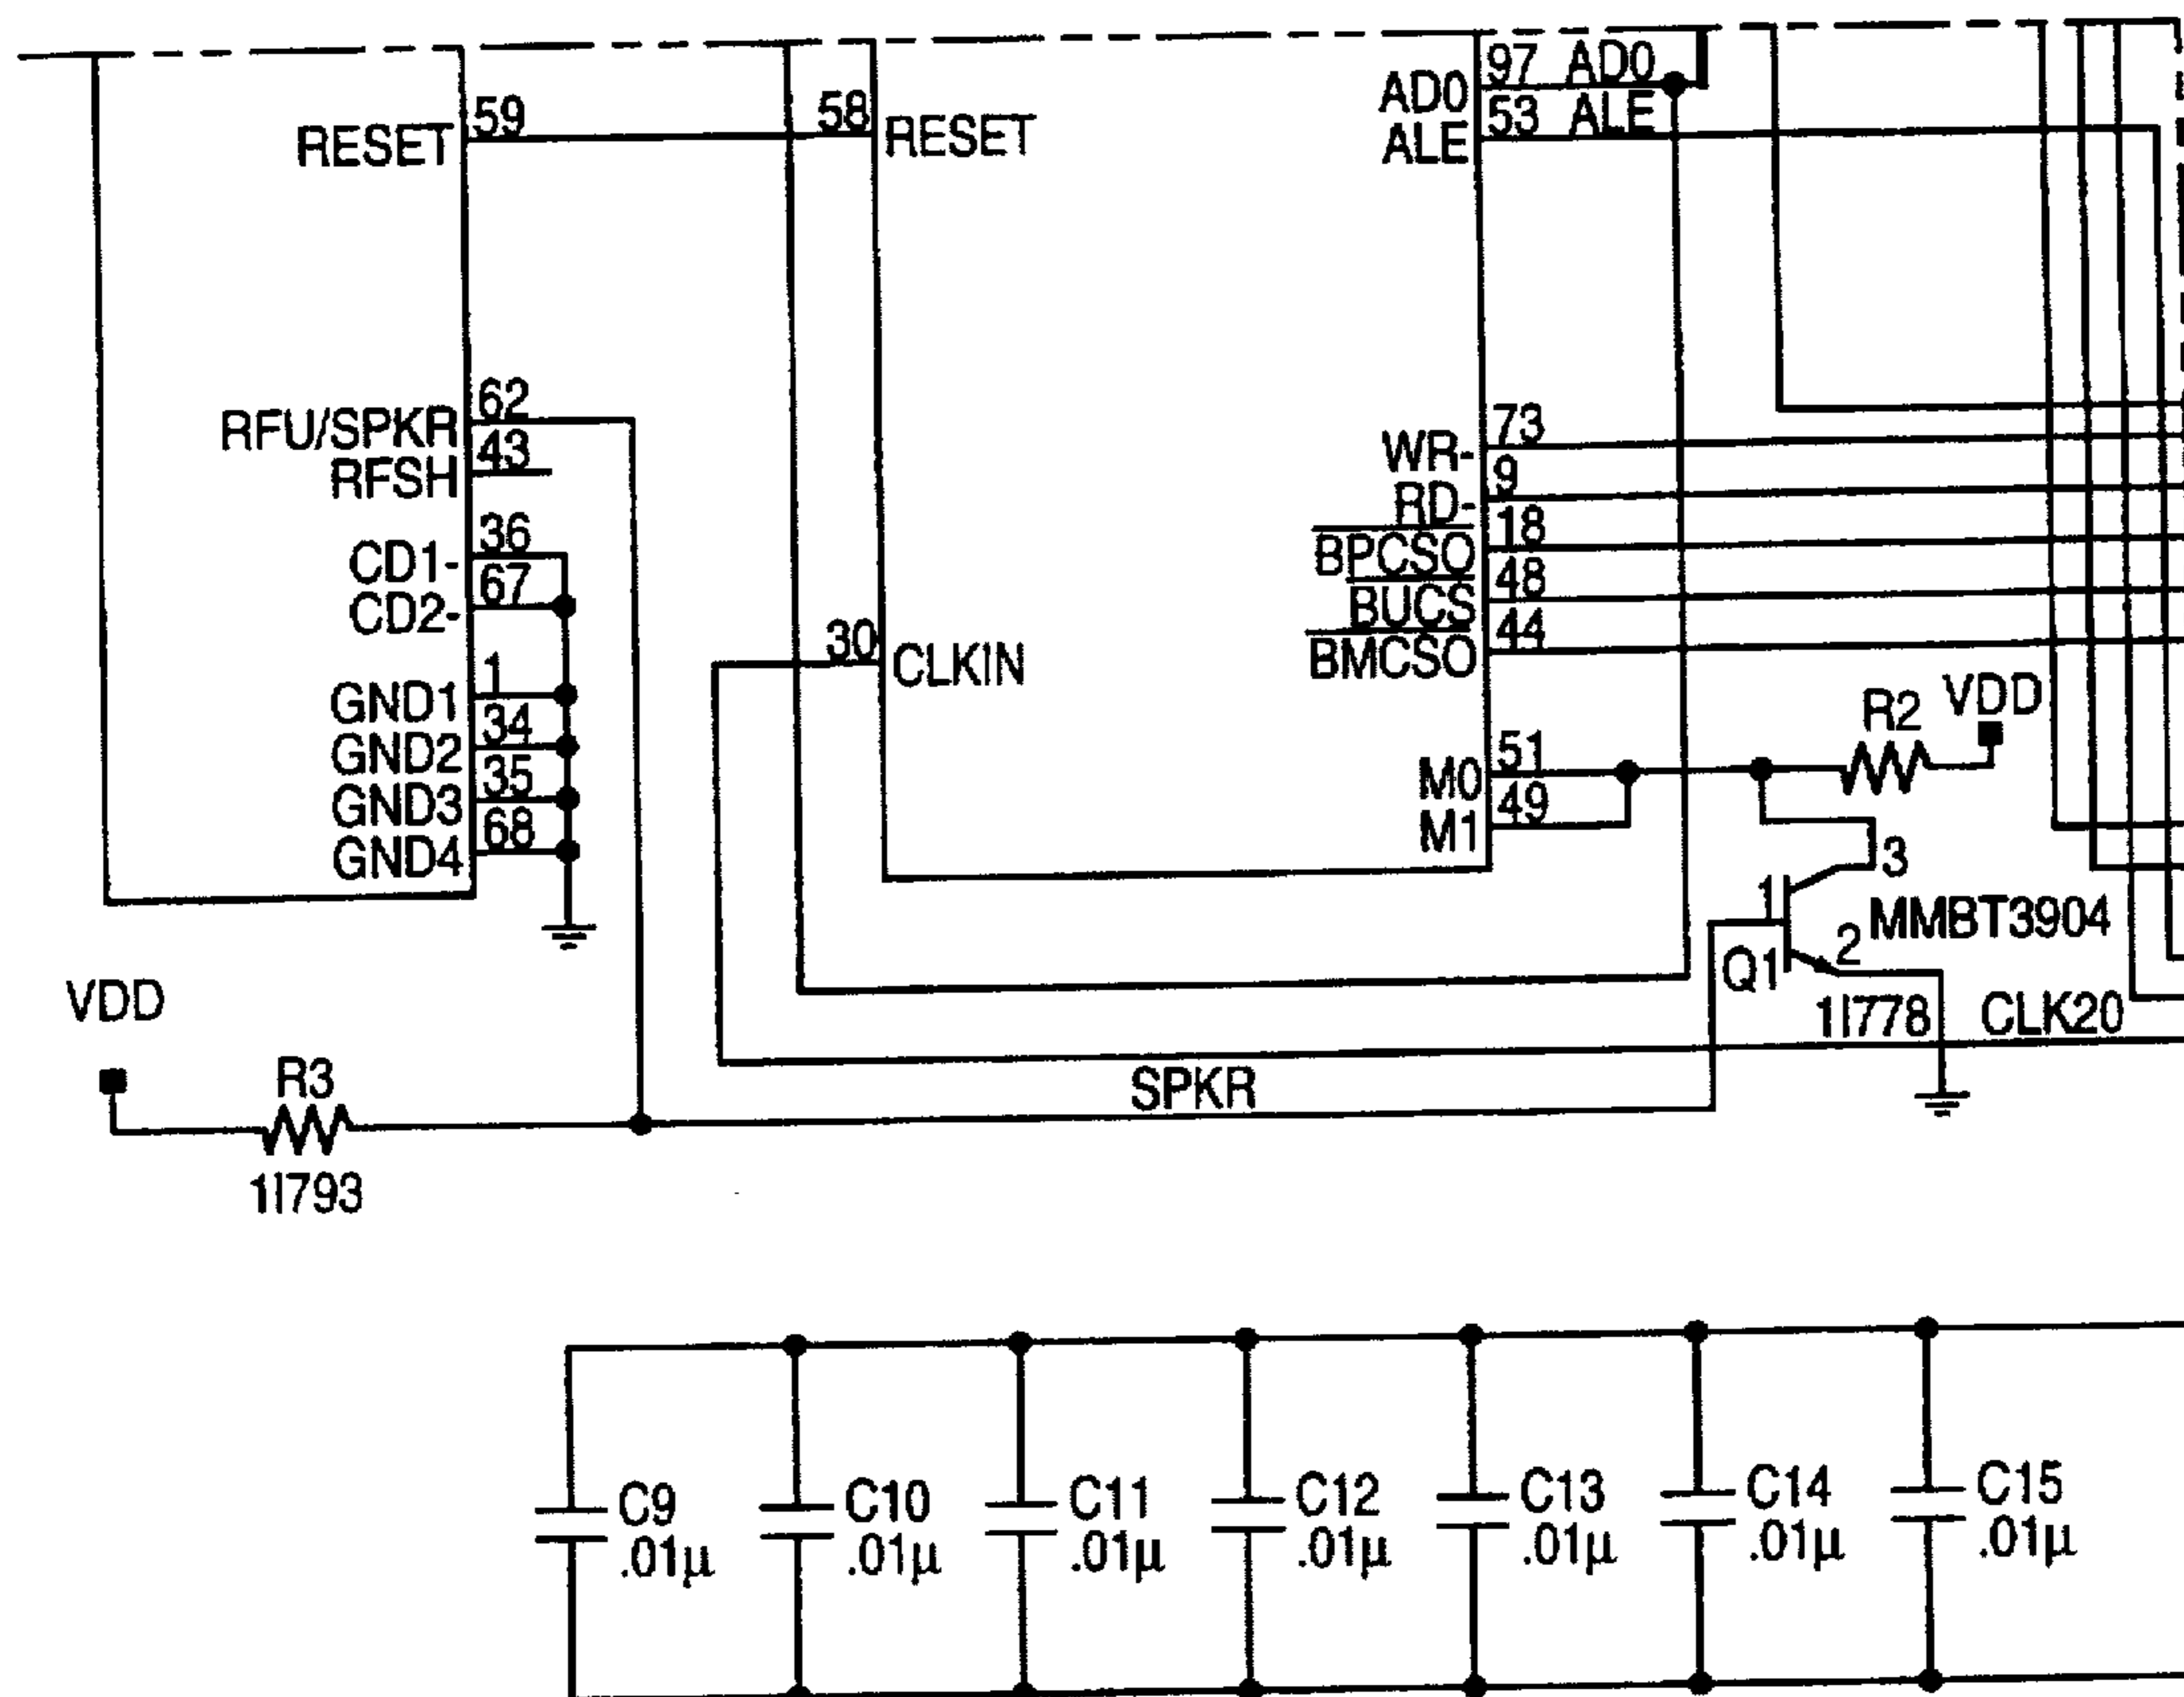 97 AD0
AD0
53 ALE
ALE
59
RESET
58
RESET
62
RFU/SPKR
43
RFSH
36
CD1-
67
CD2-
1
GND1
34
GND2
35
GND3
68
GND4
30
CLKIN
73
WR-
9
RD-
18
BPCSO
48
BUCS
44
BMCSO
51
M0
49
M1
R2
VDD
3
1
MMBT3904
2
Q1
11778
CLK20
VDD
R3
11793
SPKR
C9
.01µ
C10
.01µ
C11
.01µ
C12
.01µ
C13
.01µ
C14
.01µ
C15
.01µ